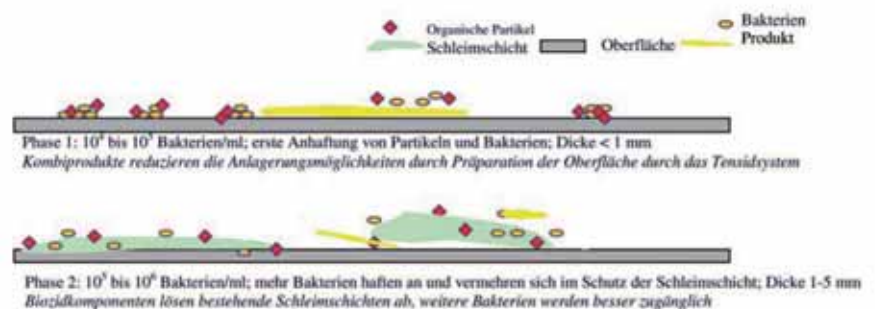 Organische Partikel
Schleimschicht
Oberfläche
Bakterien
Produkt
Phase 1: 10⁴ bis 10⁵ Bakterien/ml; erste Anhaftung von Partikeln und Bakterien; Dicke < 1 mm
Kombiprodukte reduzieren die Anlagerungsmöglichkeiten durch Präparation der Oberfläche durch das Tensidsystem
Phase 2: 10⁵ bis 10⁶ Bakterien/ml; mehr Bakterien haften an und vermehren sich im Schutz der Schleimschicht; Dicke 1-5 mm
Biozidkomponenten lösen bestehende Schleimschichten ab, weitere Bakterien werden besser zugänglich